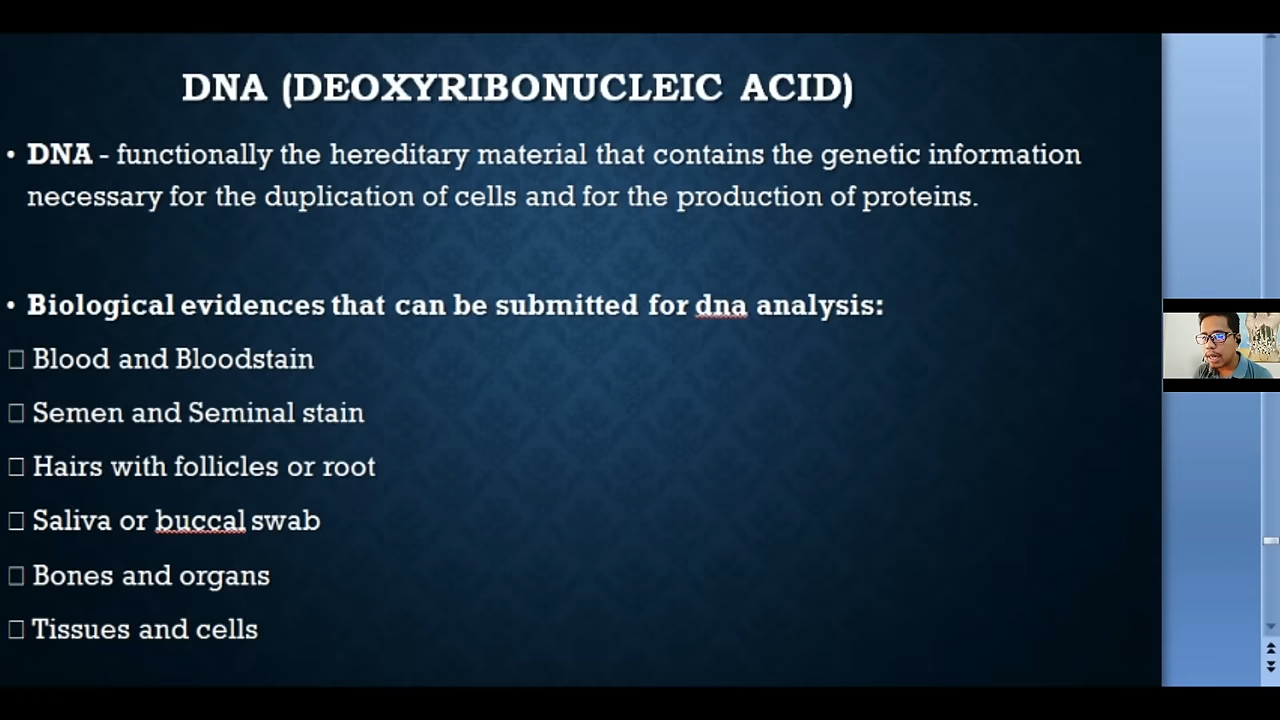 DNA (DEOXYRIBONUCLEIC ACID)
• DNA - functionally the hereditary material that contains the genetic information
necessary for the duplication of cells and for the production of proteins.
• Biological evidences that can be submitted for dna analysis:
□ Blood and Bloodstain
□ Semen and Seminal stain
□ Hairs with follicles or root
□ Saliva or buccal swab
□ Bones and organs
□ Tissues and cells